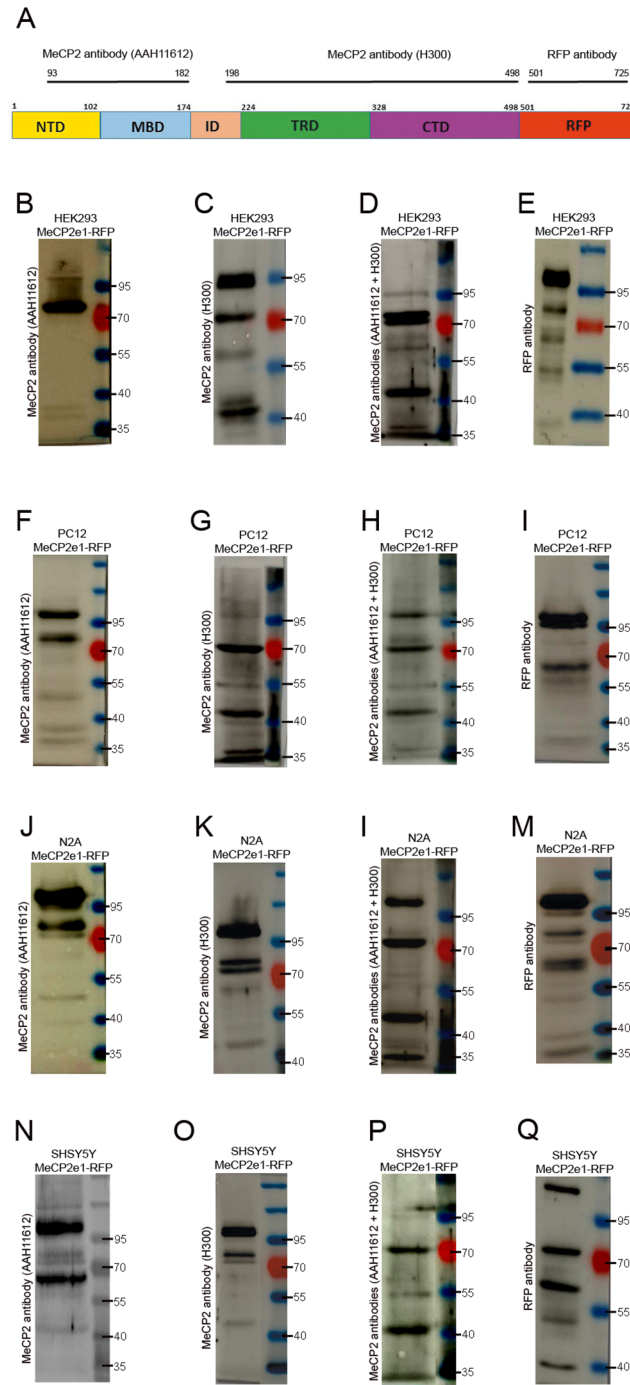 A
MeCP2 antibody (AAH11612)
MeCP2 antibody (H300)
RFP antibody
93
182
198
498
501
725
1
102
174
224
328
498
501
72
NTD
MBD
ID
TRD
CTD
RFP
B
HEK293
MeCP2e1-RFP
MeCP2 antibody (AAH11612)
95
70
55
40
35
C
HEK293
MeCP2e1-RFP
MeCP2 antibody (H300)
95
70
55
40
D
HEK293
MeCP2e1-RFP
MeCP2 antibodies (AAH11612 + H300)
95
70
55
40
35
E
HEK293
MeCP2e1-RFP
RFP antibody
95
70
55
40
F
PC12
MeCP2e1-RFP
MeCP2 antibody (AAH11612)
95
70
55
40
35
G
PC12
MeCP2e1-RFP
MeCP2 antibody (H300)
95
70
55
40
35
H
PC12
MeCP2e1-RFP
MeCP2 antibodies (AAH11612 + H300)
95
70
55
40
35
I
PC12
MeCP2e1-RFP
RFP antibody
95
70
55
40
35
J
N2A
MeCP2e1-RFP
MeCP2 antibody (AAH11612)
95
70
55
40
35
K
N2A
MeCP2e1-RFP
MeCP2 antibody (H300)
95
70
55
40
I
N2A
MeCP2e1-RFP
MeCP2 antibodies (AAH11612 + H300)
95
70
55
40
35
M
N2A
MeCP2e1-RFP
RFP antibody
95
70
55
40
35
N
SHSY5Y
MeCP2e1-RFP
MeCP2 antibody (AAH11612)
95
70
55
40
35
O
SHSY5Y
MeCP2e1-RFP
MeCP2 antibody (H300)
95
70
55
40
P
SHSY5Y
MeCP2e1-RFP
MeCP2 antibodies (AAH11612 + H300)
95
70
55
40
35
Q
SHSY5Y
MeCP2e1-RFP
RFP antibody
95
70
55
40